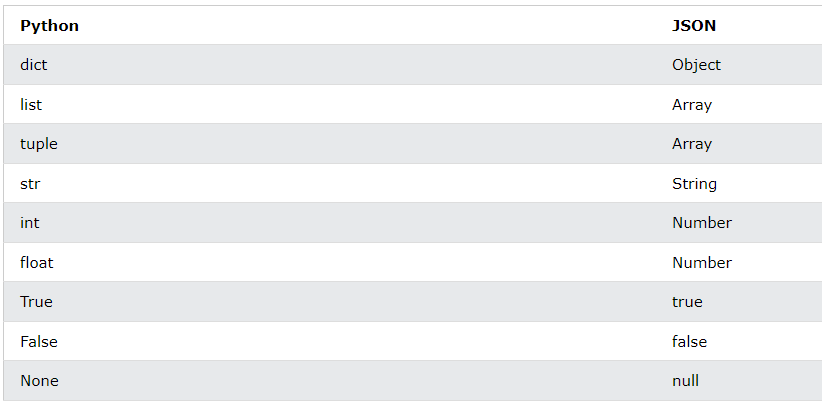 Python JSON
dict Object
list Array
tuple Array
str String
int Number
float Number
True true
False false
None null